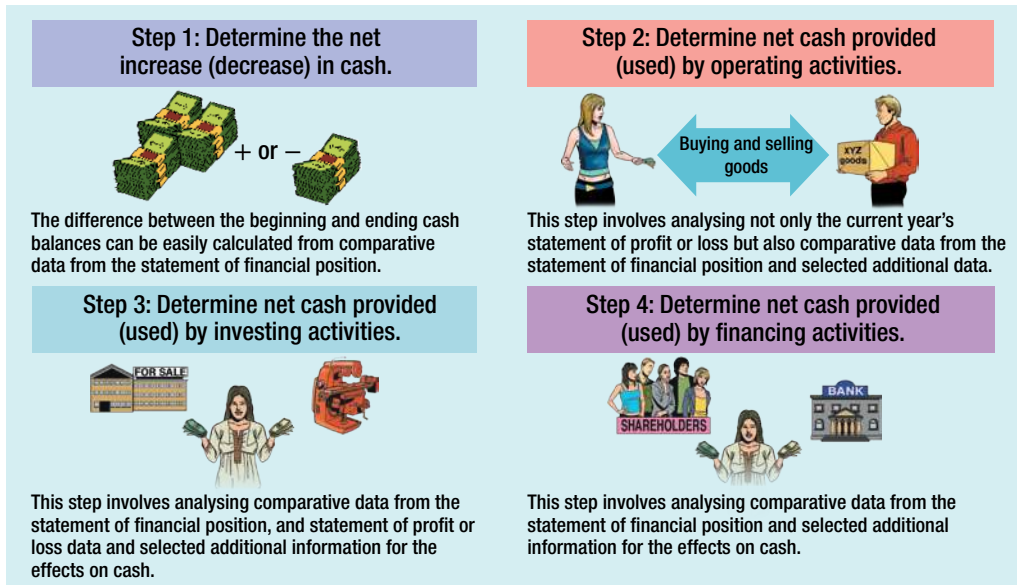 Step 1: Determine the net
increase (decrease) in cash.
+ or −
The difference between the beginning and ending cash
balances can be easily calculated from comparative
data from the statement of financial position.
Step 2: Determine net cash provided
(used) by operating activities.
Buying and selling
goods
XYZ
goods
This step involves analysing not only the current year's
statement of profit or loss but also comparative data from the
statement of financial position and selected additional data.
Step 3: Determine net cash provided
(used) by investing activities.
FOR SALE
This step involves analysing comparative data from the
statement of financial position, and statement of profit or
loss data and selected additional information for the
effects on cash.
Step 4: Determine net cash provided
(used) by financing activities.
SHAREHOLDERS
BANK
This step involves analysing comparative data from the
statement of financial position and selected additional
information for the effects on cash.